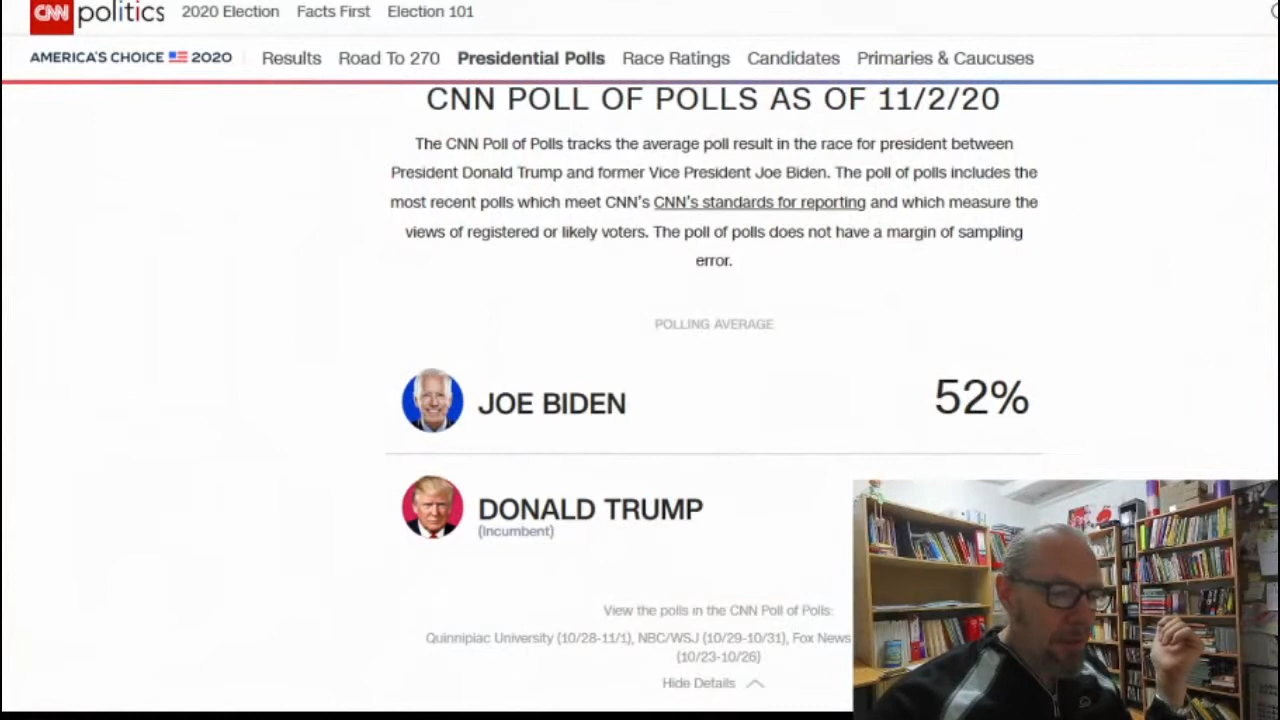 CNN politics 2020 Election Facts First Election 101
AMERICA'S CHOICE 2020 Results Road To 270 Presidential Polls Race Ratings Candidates Primaries & Caucuses
CNN POLL OF POLLS AS OF 11/2/20
The CNN Poll of Polls tracks the average poll result in the race for president between
President Donald Trump and former Vice President Joe Biden. The poll of polls includes the
most recent polls which meet CNN's CNN's standards for reporting and which measure the
views of registered or likely voters. The poll of polls does not have a margin of sampling
error.
POLLING AVERAGE
JOE BIDEN 52%
DONALD TRUMP
(Incumbent)
View the polls in the CNN Poll of Polls:
Quinnipiac University (10/28-11/1), NBC/WSJ (10/29-10/31), Fox News
(10/23-10/26)
Hide Details